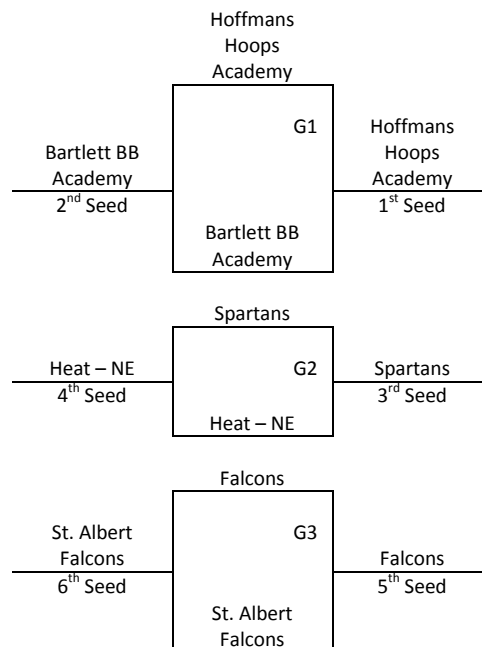 Hoffmans
Hoops
Academy
G1
Bartlett BB
Academy
2nd Seed
Hoffmans
Hoops
Academy
1st Seed
Bartlett BB
Academy
Spartans
Heat – NE
4th Seed
G2
Spartans
3rd Seed
Heat – NE
Falcons
St. Albert
Falcons
6th Seed
G3
Falcons
5th Seed
St. Albert
Falcons